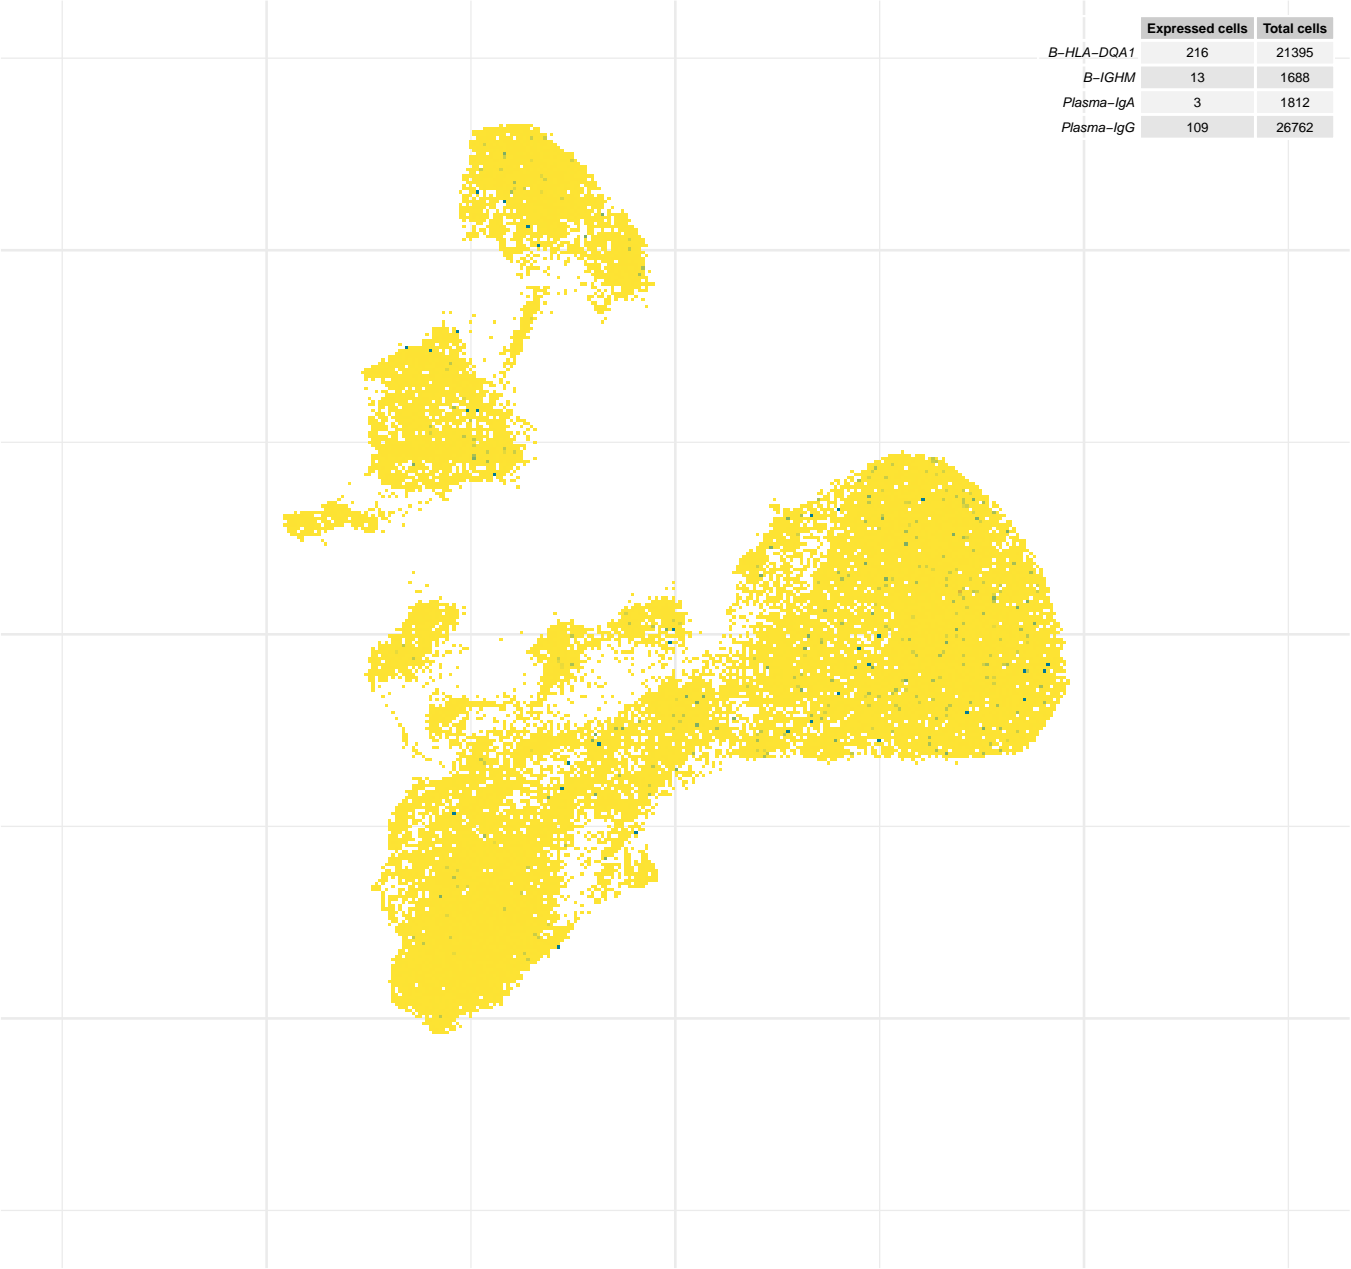 Expressed cells Total cells
B−HLA−DQA1 216 21395
B−IGHM 13 1688
Plasma−IgA 3 1812
Plasma−IgG 109 26762